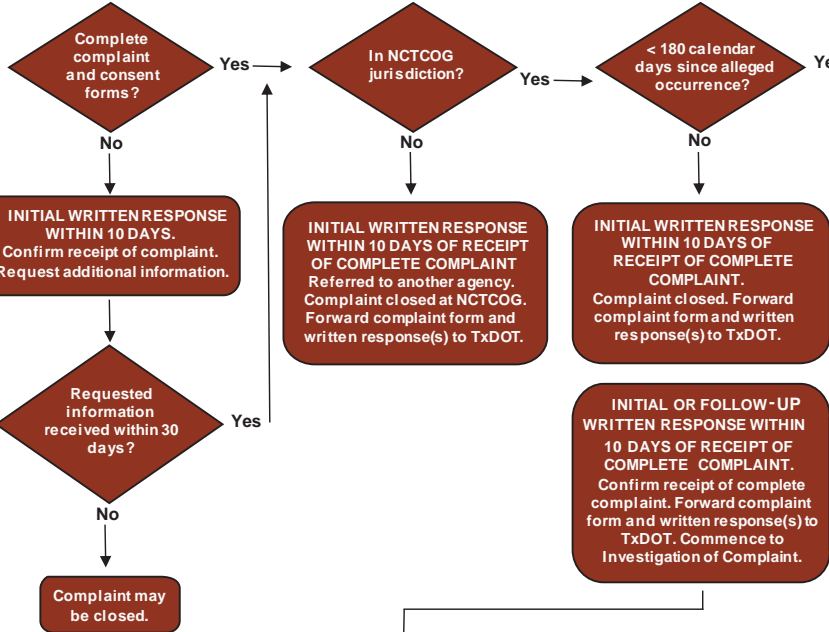 Complete
complaint
and consent
forms?
Yes
No
INITIAL WRITTEN RESPONSE
WITHIN 10 DAYS.
Confirm receipt of complaint.
Request additional information.
Requested
information
received within 30
days?
Yes
No
Complaint may
be closed.
In NCTCOG
jurisdiction?
Yes
No
INITIAL WRITTEN RESPONSE
WITHIN 10 DAYS OF RECEIPT
OF COMPLETE COMPLAINT
Referred to another agency.
Complaint closed at NCTCOG.
Forward complaint form and
written response(s) to TxDOT.
< 180 calendar
days since alleged
occurrence?
Ye
No
INITIAL WRITTEN RESPONSE
WITHIN 10 DAYS OF
RECEIPT OF COMPLETE
COMPLAINT.
Complaint closed. Forward
complaint form and written
response(s) to TxDOT.
INITIAL OR FOLLOW-UP
WRITTEN RESPONSE WITHIN
10 DAYS OF RECEIPT OF
COMPLETE COMPLAINT.
Confirm receipt of complete
complaint. Forward complaint
form and written response(s) to
TxDOT. Commence to
Investigation of Complaint.